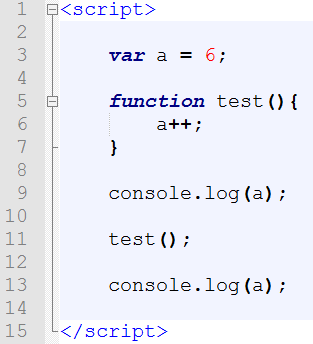 1 <script>
2
3 var a = 6;
4
5 function test(){
6 a++;
7 }
8
9 console.log(a);
10
11 test();
12
13 console.log(a);
14
15 </script>